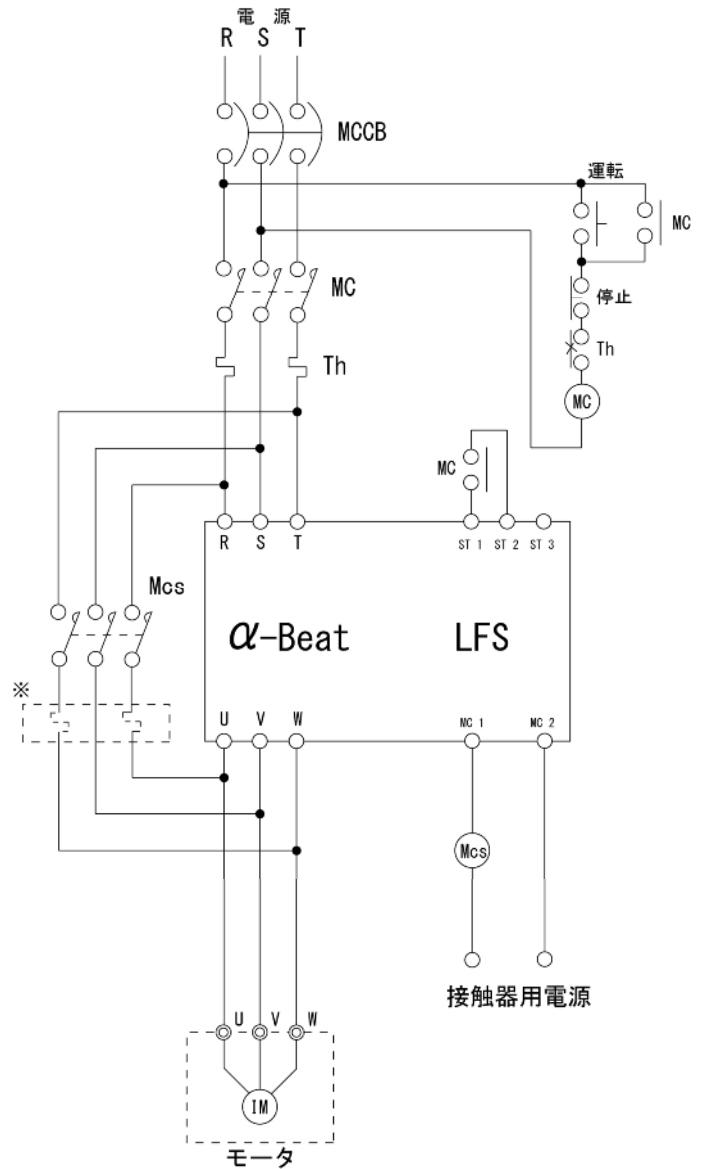 電 源
R S T
MCCB
運転
MC
MC
停止
Th
Th
MC
MC
R S T
ST 1 ST 2 ST 3
Mcs
α-Beat LFS
※
U V W
MC 1 MC 2
Mcs
接触器用電源
U V W
IM
モータ